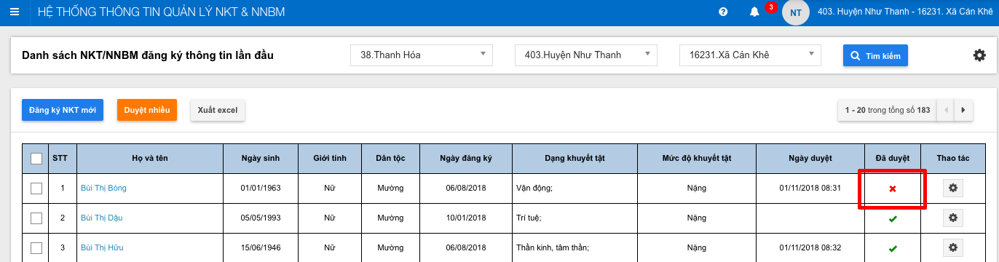 HỆ THỐNG THÔNG TIN QUẢN LÝ NKT & NNBM 3 NT 403. Huyện Như Thanh - 16231. Xã Cán Khê
Danh sách NKT/NNBM đăng ký thông tin lần đầu 38.Thanh Hóa 403.Huyện Như Thanh 16231.Xã Cán Khê Tìm kiếm
Đăng ký NKT mới Duyệt nhiều Xuất excel 1 - 20 trong tổng số 183
STT Họ và tên Ngày sinh Giới tính Dân tộc Ngày đăng ký Dạng khuyết tật Mức độ khuyết tật Ngày duyệt Đã duyệt Thao tác
1 Bùi Thị Bòng 01/01/1963 Nữ Mường 06/08/2018 Vận động; Nặng 01/11/2018 08:31
2 Bùi Thị Dậu 05/05/1993 Nữ Mường 10/01/2018 Trí tuệ; Nặng
3 Bùi Thị Hữu 15/06/1946 Nữ Mường 06/08/2018 Thần kinh, tâm thần; Nặng 01/11/2018 08:32